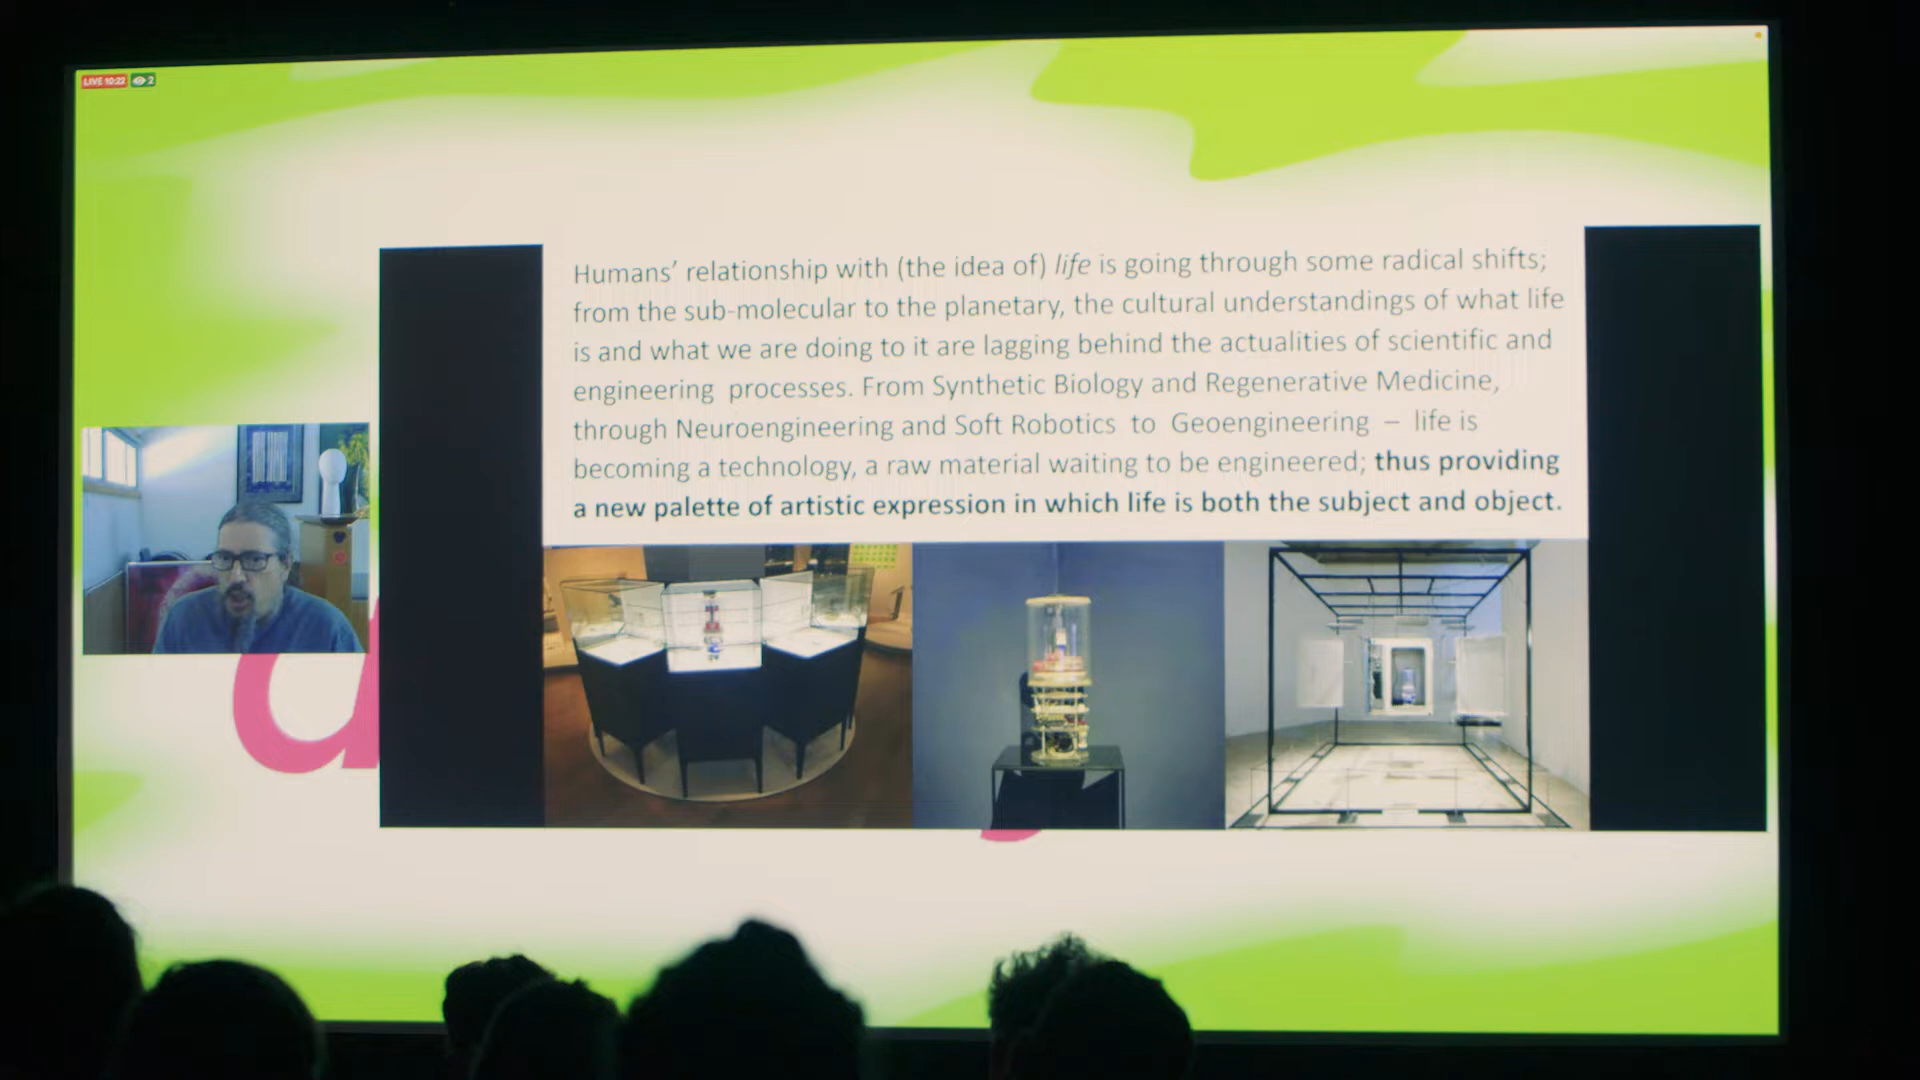 LIVE 10:22
2
Humans’ relationship with (the idea of) life is going through some radical shifts;
from the sub-molecular to the planetary, the cultural understandings of what life
is and what we are doing to it are lagging behind the actualities of scientific and
engineering processes. From Synthetic Biology and Regenerative Medicine,
through Neuroengineering and Soft Robotics to Geoengineering – life is
becoming a technology, a raw material waiting to be engineered; thus providing
a new palette of artistic expression in which life is both the subject and object.
d